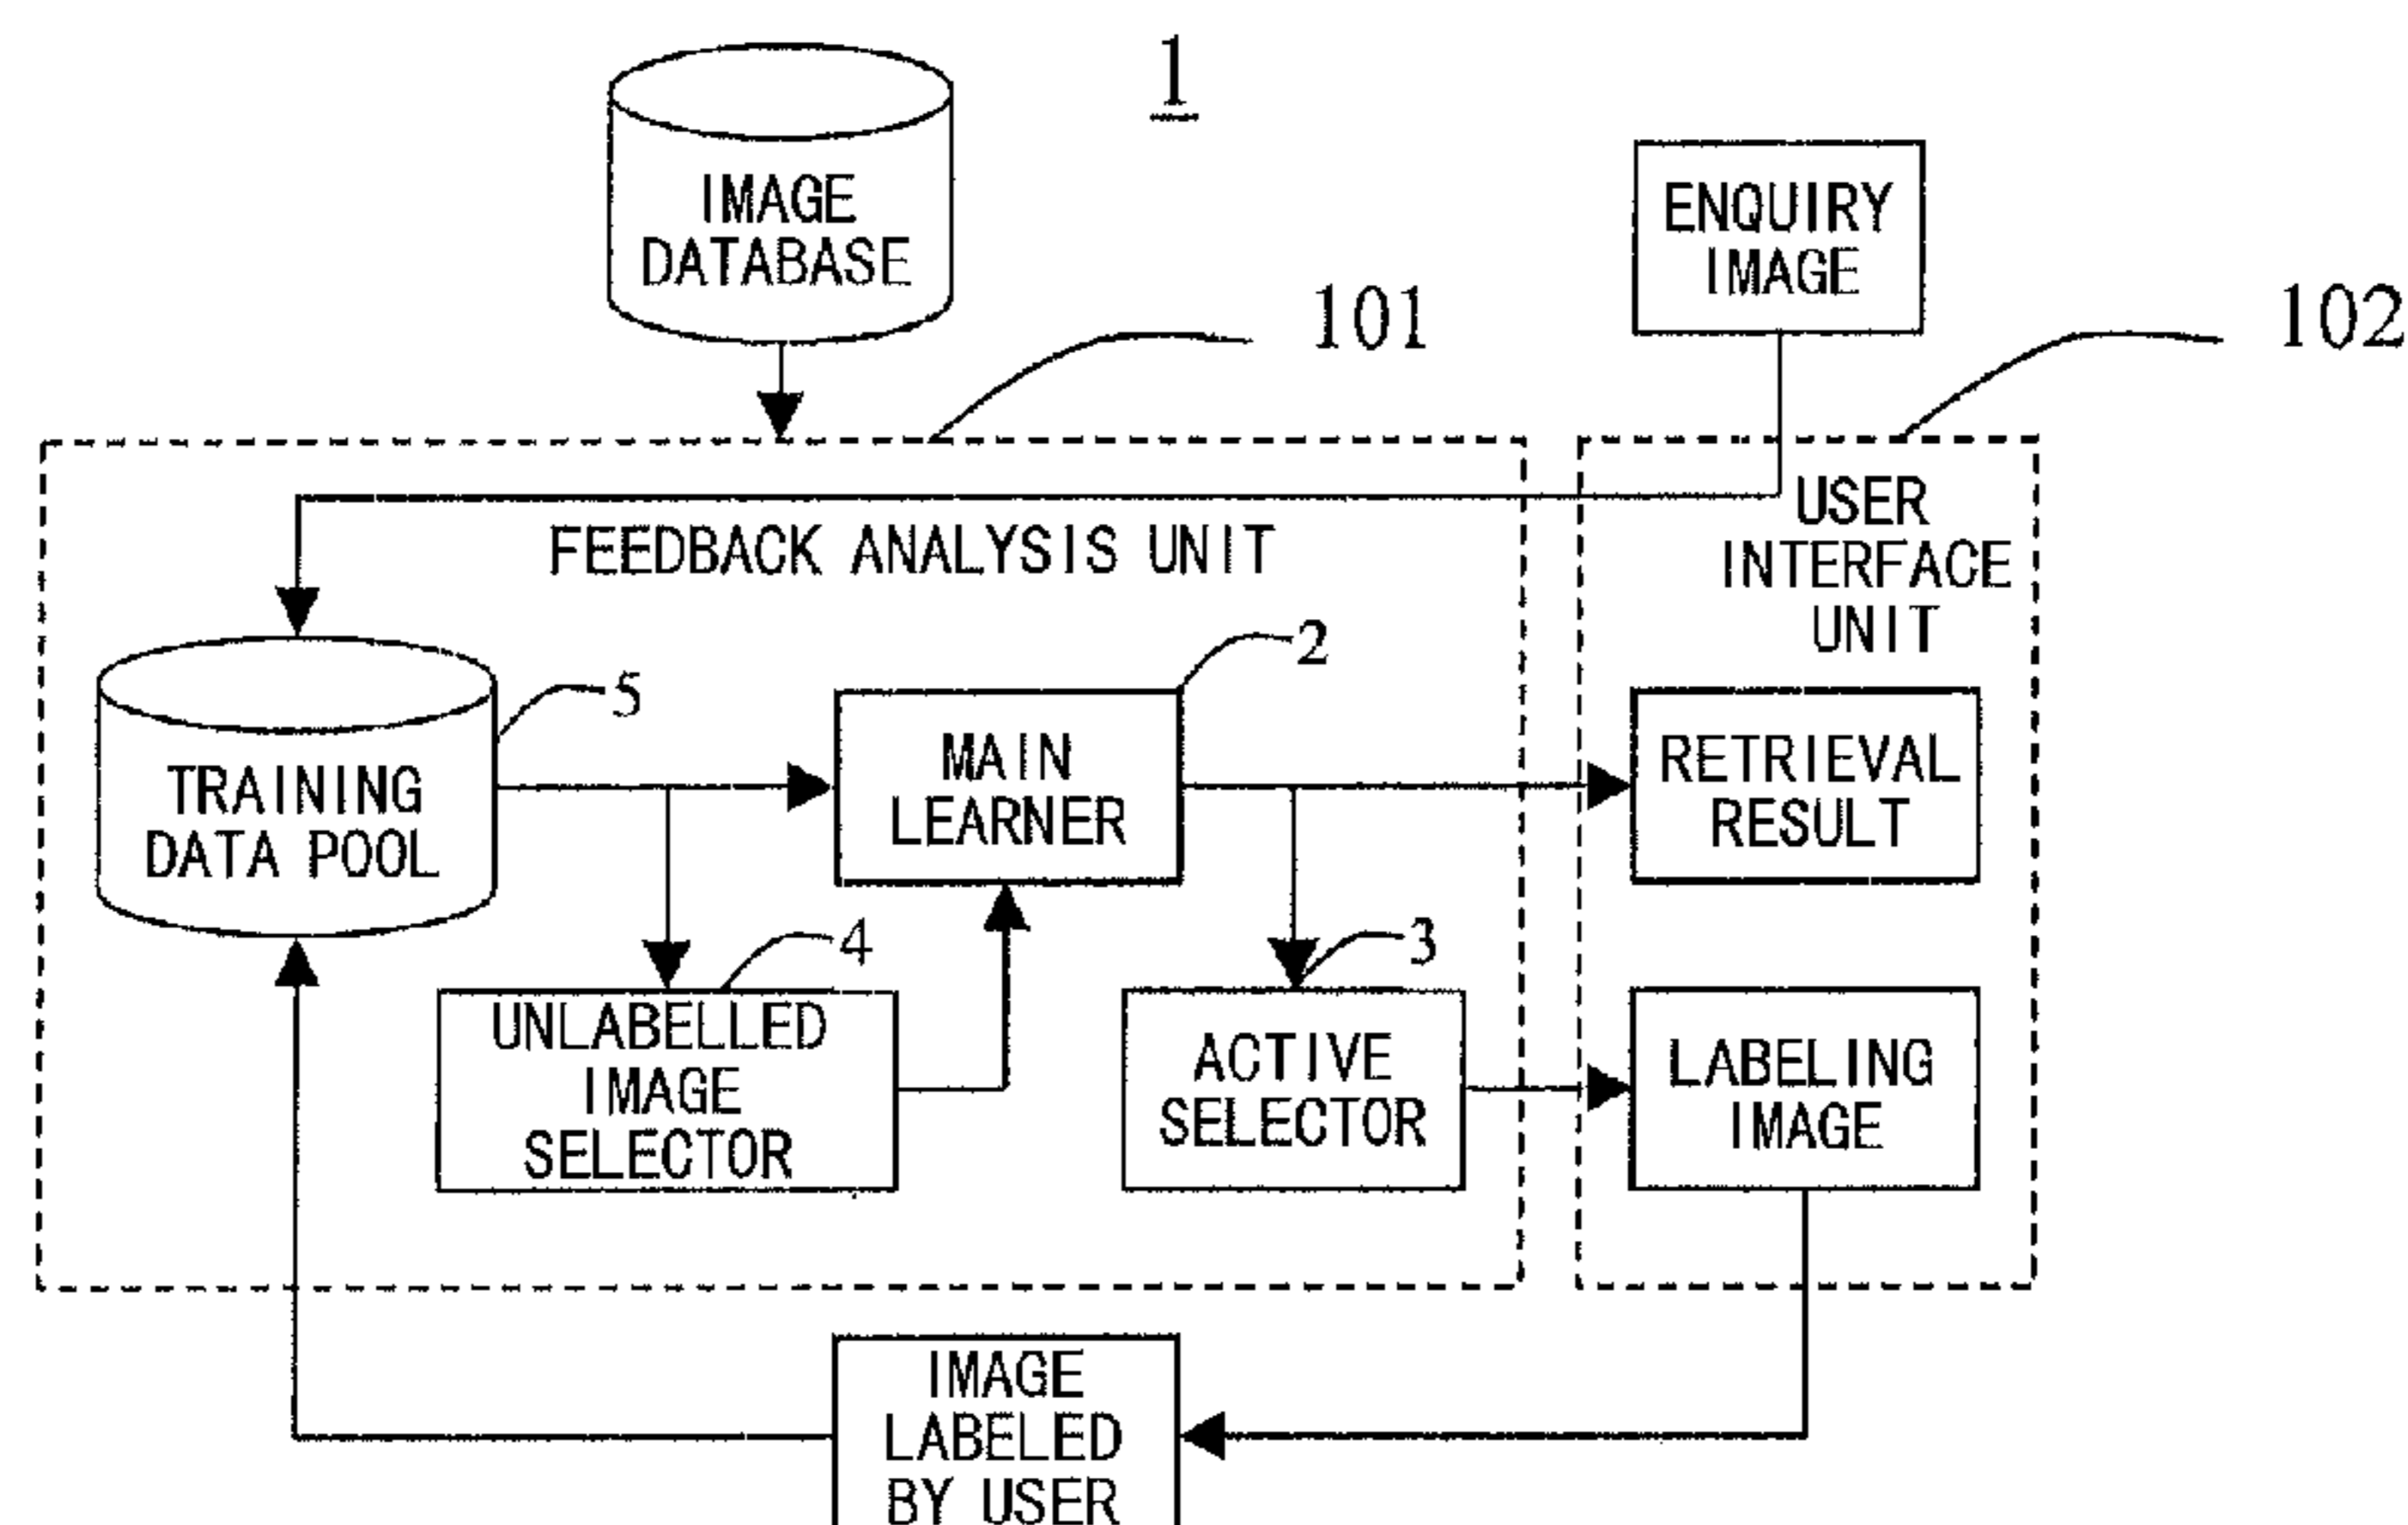 1
IMAGE
DATABASE
ENQUIRY
IMAGE
101
102
FEEDBACK ANALYSIS UNIT
USER
INTERFACE
UNIT
5
2
TRAINING
DATA POOL
MAIN
LEARNER
RETRIEVAL
RESULT
4
3
UNLABELLED
IMAGE
SELECTOR
ACTIVE
SELECTOR
LABELING
IMAGE
IMAGE
LABELED
BY USER